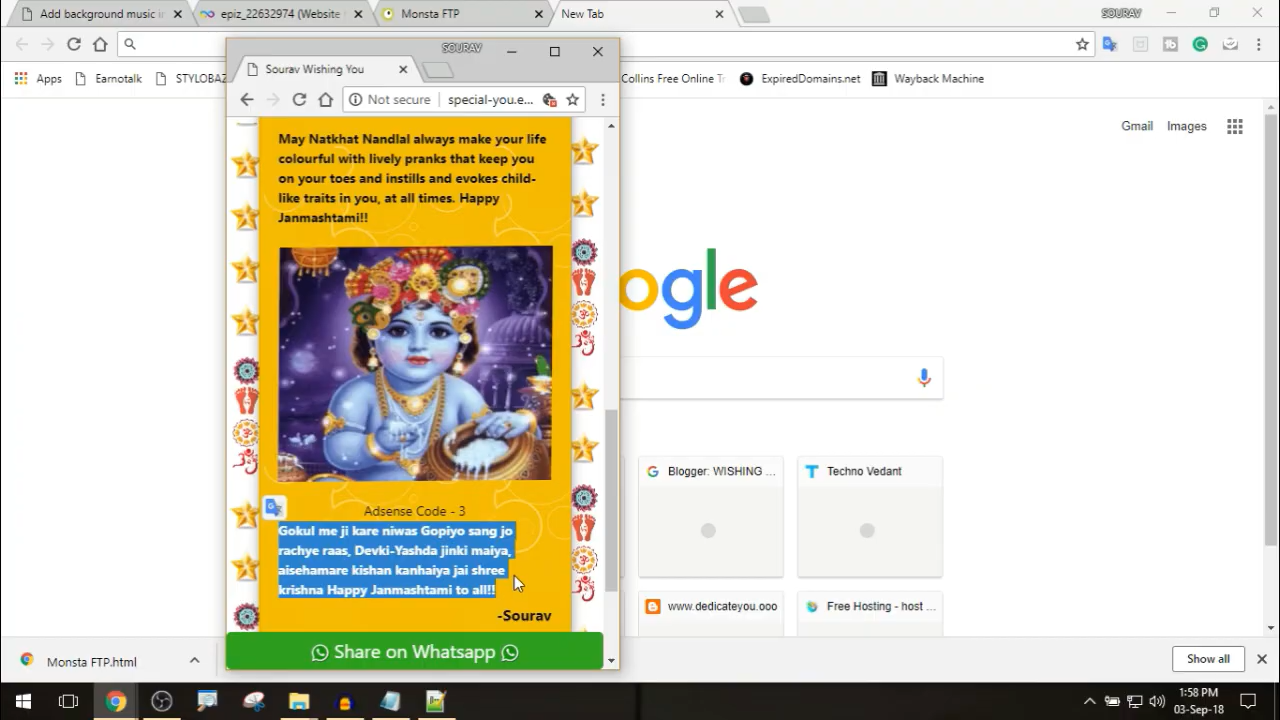 Add background music in
epiz_22632974 (Website
Monsta FTP
New Tab
SOURAV
Apps
Earnotalk
STYLOBAZ
Collins Free Online Tr
ExpiredDomains.net
Wayback Machine
Gmail
Images
SOURAV
Sourav Wishing You
Not secure
special-you.e...
May Natkhat Nandlal always make your life
colourful with lively pranks that keep you
on your toes and instills and evokes child-
like traits in you, at all times. Happy
Janmashtami!!
ogle
Adsense Code - 3
Gokul me ji kare niwas Gopiyo sang jo
rachye raas, Devki-Yashda jinki maiya,
aisehamare kishan kanhaiya jai shree
krishna Happy Janmashtami to all!!
-Sourav
Share on Whatsapp
Blogger: WISHING ...
Techno Vedant
www.dedicateyou.ooo
Free Hosting - host ...
Monsta FTP.html
Show all
1:58 PM
03-Sep-18